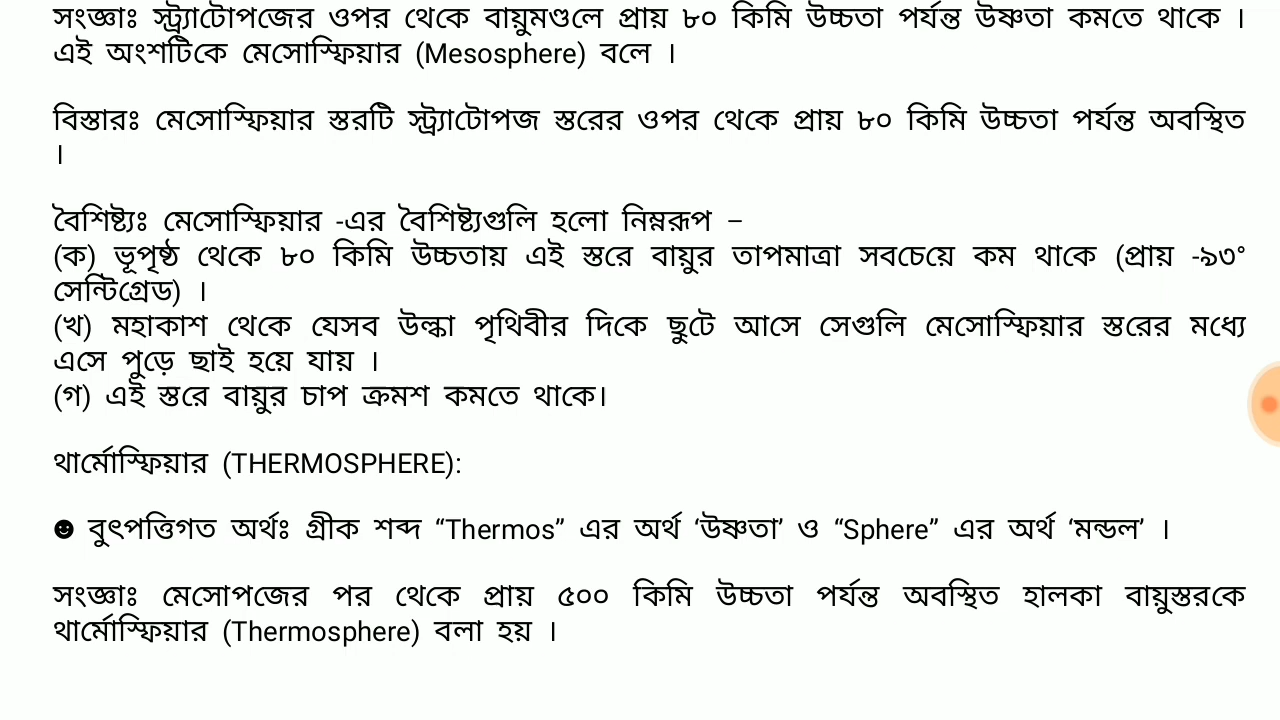 সংজ্ঞাঃ স্ট্র্যাটোপজের ওপর থেকে বায়ুমণ্ডলে প্রায় ৮০ কিমি উচ্চতা পর্যন্ত উষ্ণতা কমতে থাকে ।
এই অংশটিকে মেসোস্ফিয়ার (Mesosphere) বলে ।
বিস্তারঃ মেসোস্ফিয়ার স্তরটি স্ট্র্যাটোপজ স্তরের ওপর থেকে প্রায় ৮০ কিমি উচ্চতা পর্যন্ত অবস্থিত
।
বৈশিষ্ট্যঃ মেসোস্ফিয়ার -এর বৈশিষ্ট্যগুলি হলো নিম্নরূপ –
(ক) ভূপৃষ্ঠ থেকে ৮০ কিমি উচ্চতায় এই স্তরে বায়ুর তাপমাত্রা সবচেয়ে কম থাকে (প্রায় -৯৩°
সেন্টিগ্রেড) ।
(খ) মহাকাশ থেকে যেসব উল্কা পৃথিবীর দিকে ছুটে আসে সেগুলি মেসোস্ফিয়ার স্তরের মধ্যে
এসে পুড়ে ছাই হয়ে যায় ।
(গ) এই স্তরে বায়ুর চাপ ক্রমশ কমতে থাকে।
থার্মোস্ফিয়ার (THERMOSPHERE):
☻ বুৎপত্তিগত অর্থঃ গ্রীক শব্দ “Thermos” এর অর্থ ‘উষ্ণতা’ ও “Sphere” এর অর্থ ‘মন্ডল’ ।
সংজ্ঞাঃ মেসোপজের পর থেকে প্রায় ৫০০ কিমি উচ্চতা পর্যন্ত অবস্থিত হালকা বায়ুস্তরকে
থার্মোস্ফিয়ার (Thermosphere) বলা হয় ।